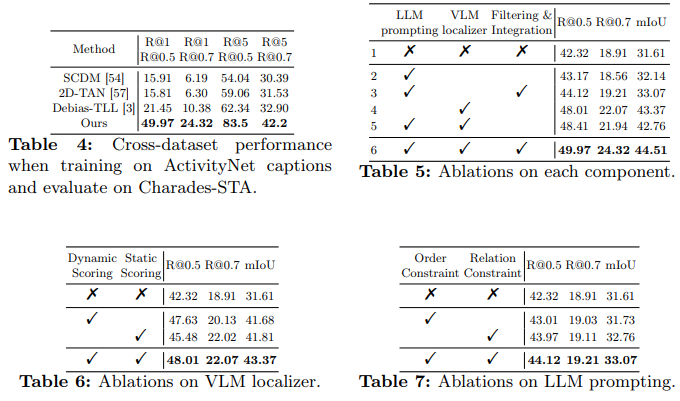 Method R@1 R@0.5 R@1 R@0.7 R@5 R@0.5 R@5 R@0.7
SCDM [54] 15.91 6.19 54.04 30.39
2D-TAN [57] 15.81 6.30 59.06 31.53
Debias-TLL [3] 21.45 10.38 62.34 32.90
Ours 49.97 24.32 83.5 42.2
Table 4: Cross-dataset performance
when training on ActivityNet captions
and evaluate on Charades-STA.
LLM prompting VLM localizer Filtering & Integration R@0.5 R@0.7 mIoU
1 ✗ ✗ ✗ 42.32 18.91 31.61
2 ✓ 43.17 18.56 32.14
3 ✓ ✓ 44.12 19.21 33.07
4 ✓ 48.01 22.07 43.37
5 ✓ ✓ 48.41 21.94 42.76
6 ✓ ✓ ✓ 49.97 24.32 44.51
Table 5: Ablations on each component.
Dynamic Scoring Static Scoring R@0.5 R@0.7 mIoU
✗ ✗ 42.32 18.91 31.61
✓ 47.63 20.13 41.68
✓ 45.48 22.02 41.81
✓ ✓ 48.01 22.07 43.37
Table 6: Ablations on VLM localizer.
Order Constraint Relation Constraint R@0.5 R@0.7 mIoU
✗ ✗ 42.32 18.91 31.61
✓ 43.01 19.03 31.73
✓ 43.97 19.11 32.76
✓ ✓ 44.12 19.21 33.07
Table 7: Ablations on LLM prompting.